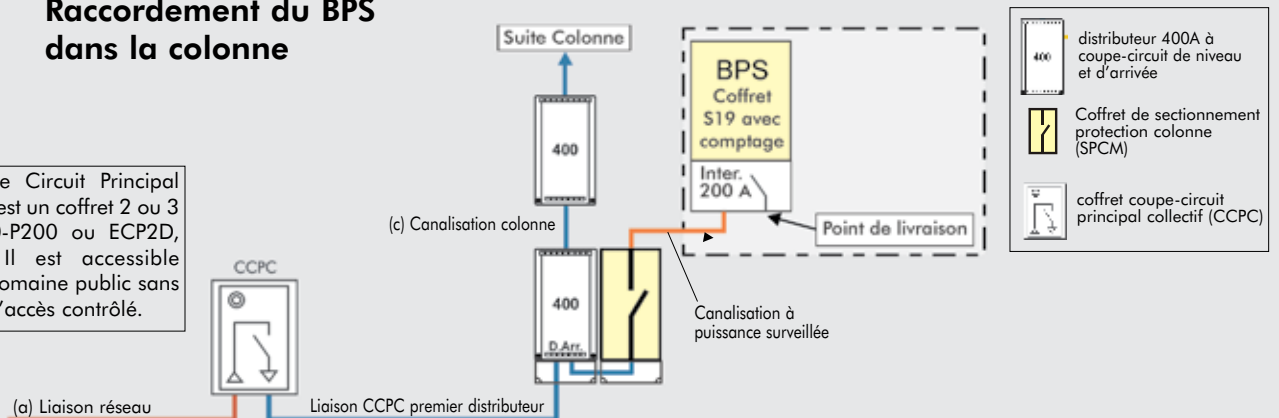 Raccordement du BPS
dans la colonne
e Circuit Principal
est un coffret 2 ou 3
-P200 ou ECP2D,
Il est accessible
omaine public sans
'accès contrôlé.
CCPC
(a) Liaison réseau
Liaison CCPC premier distributeur
Suite Colonne
400
(c) Canalisation colonne
400
D.Arr.
BPS
Coffret
S19 avec
comptage
Inter.
200 A
Point de livraison
Canalisation à
puissance surveillée
400
distributeur 400A à
coupe-circuit de niveau
et d'arrivée
Coffret de sectionnement
protection colonne
(SPCM)
coffret coupe-circuit
principal collectif (CCPC)